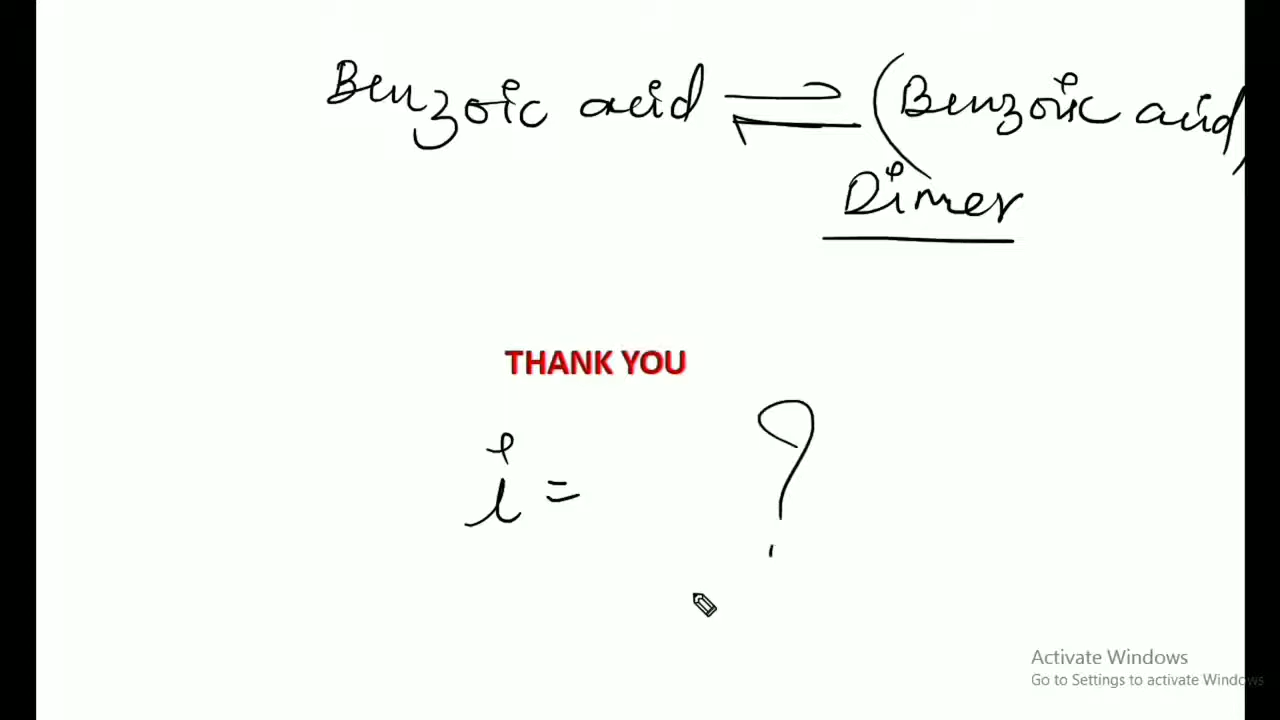 Benzoic acid ⇌ (Benzoic acid)
Dimer
THANK YOU
i = ?
Activate Windows
Go to Settings to activate Windows